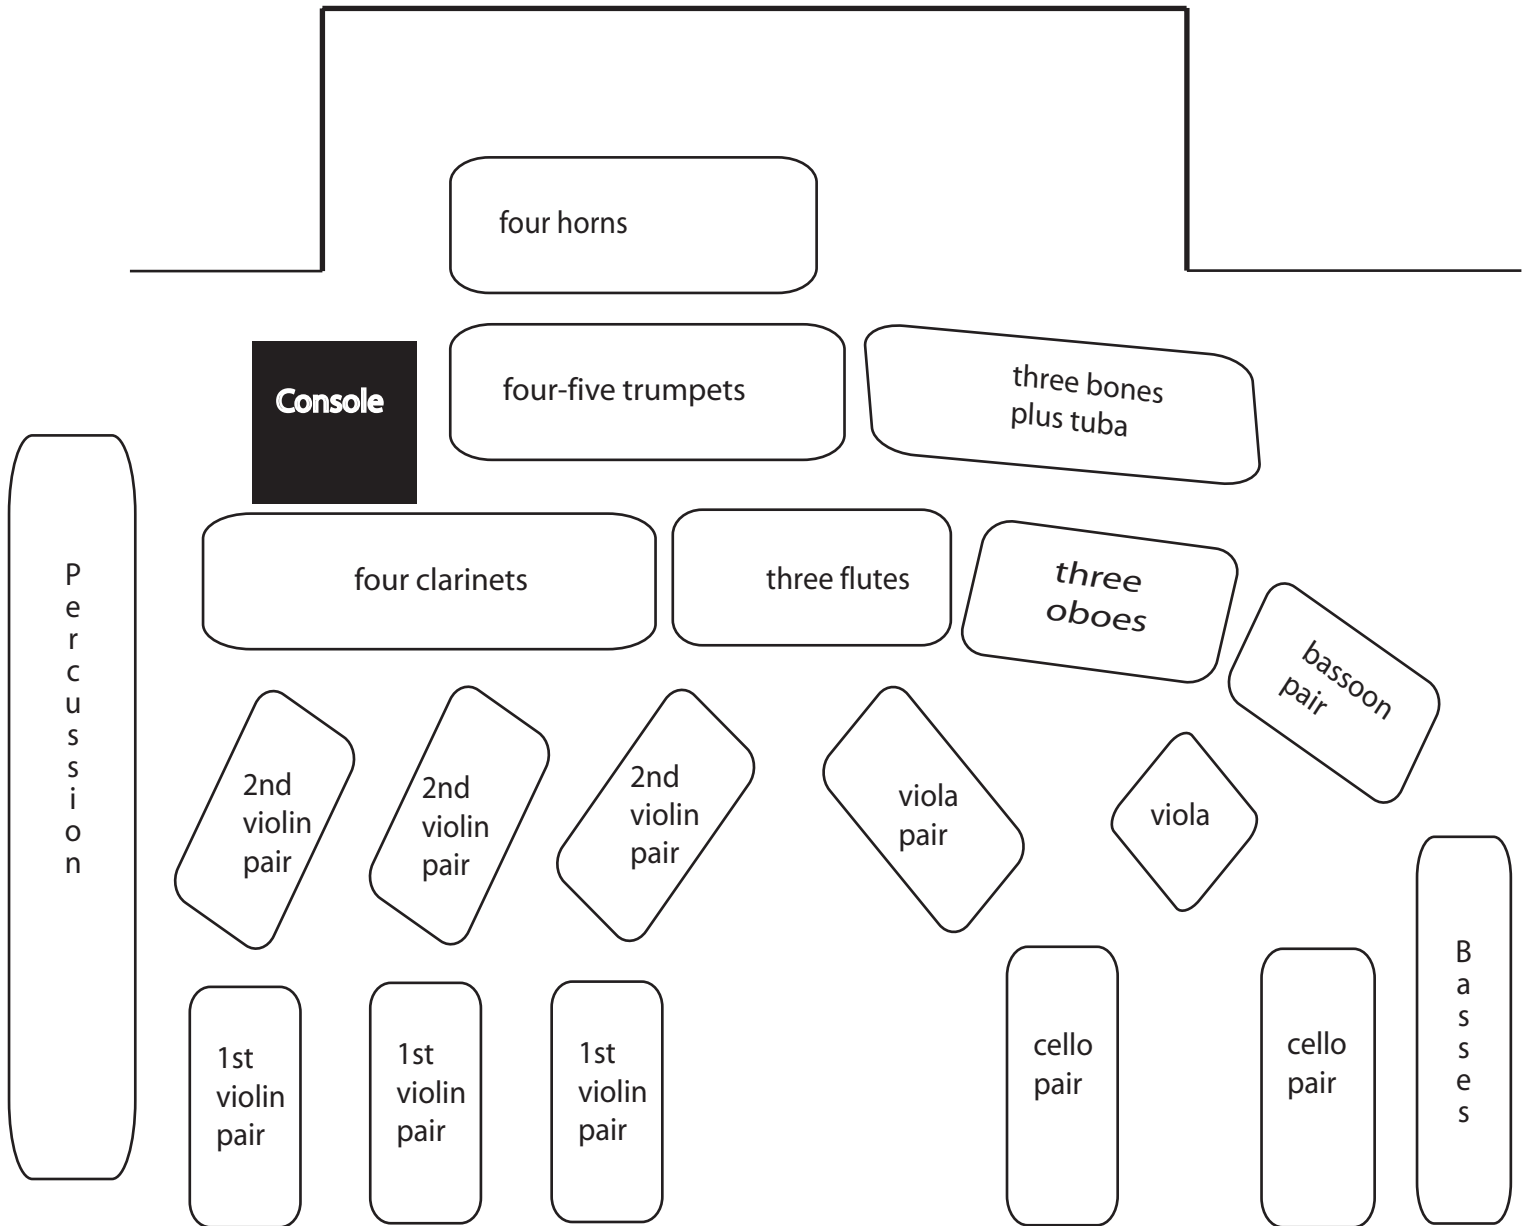 four horns
Console
four-five trumpets
three bones
plus tuba
Percussion
four clarinets
three flutes
three
oboes
bassoon
pair
2nd
violin
pair
2nd
violin
pair
2nd
violin
pair
viola
pair
viola
Basses
1st
violin
pair
1st
violin
pair
1st
violin
pair
cello
pair
cello
pair